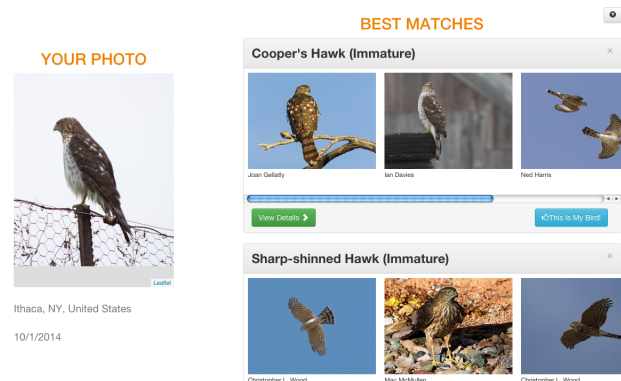 BEST MATCHES
YOUR PHOTO
Cooper's Hawk (Immature)
×
Joan Gellatly
Ian Davies
Ned Harris
View Details
This Is My Bird!
Leaflet
Sharp-shinned Hawk (Immature)
×
Ithaca, NY, United States
10/1/2014
Christopher L. Wood
Mac McMullen
Christopher L. Wood